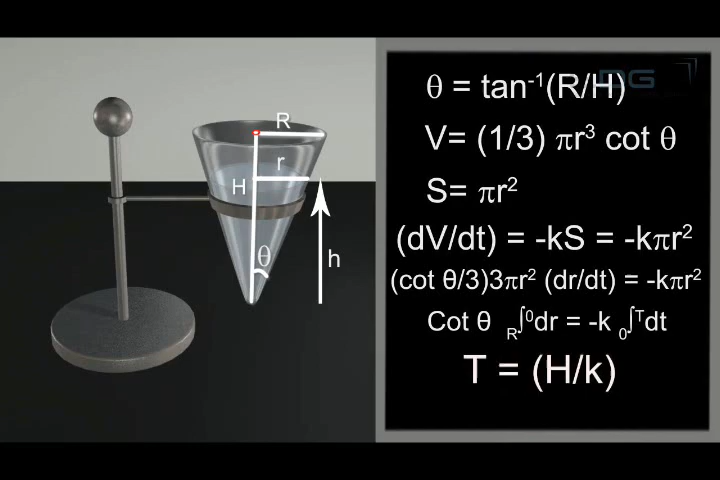 DG
θ = tan⁻¹(R/H)
V= (1/3) πr³ cot θ
S= πr²
(dV/dt) = -kS = -kπr²
(cot θ/3)3πr² (dr/dt) = -kπr²
Cot θ R∫⁰dr = -k ₀∫ᵀdt
T = (H/k)
R
r
H
θ
h